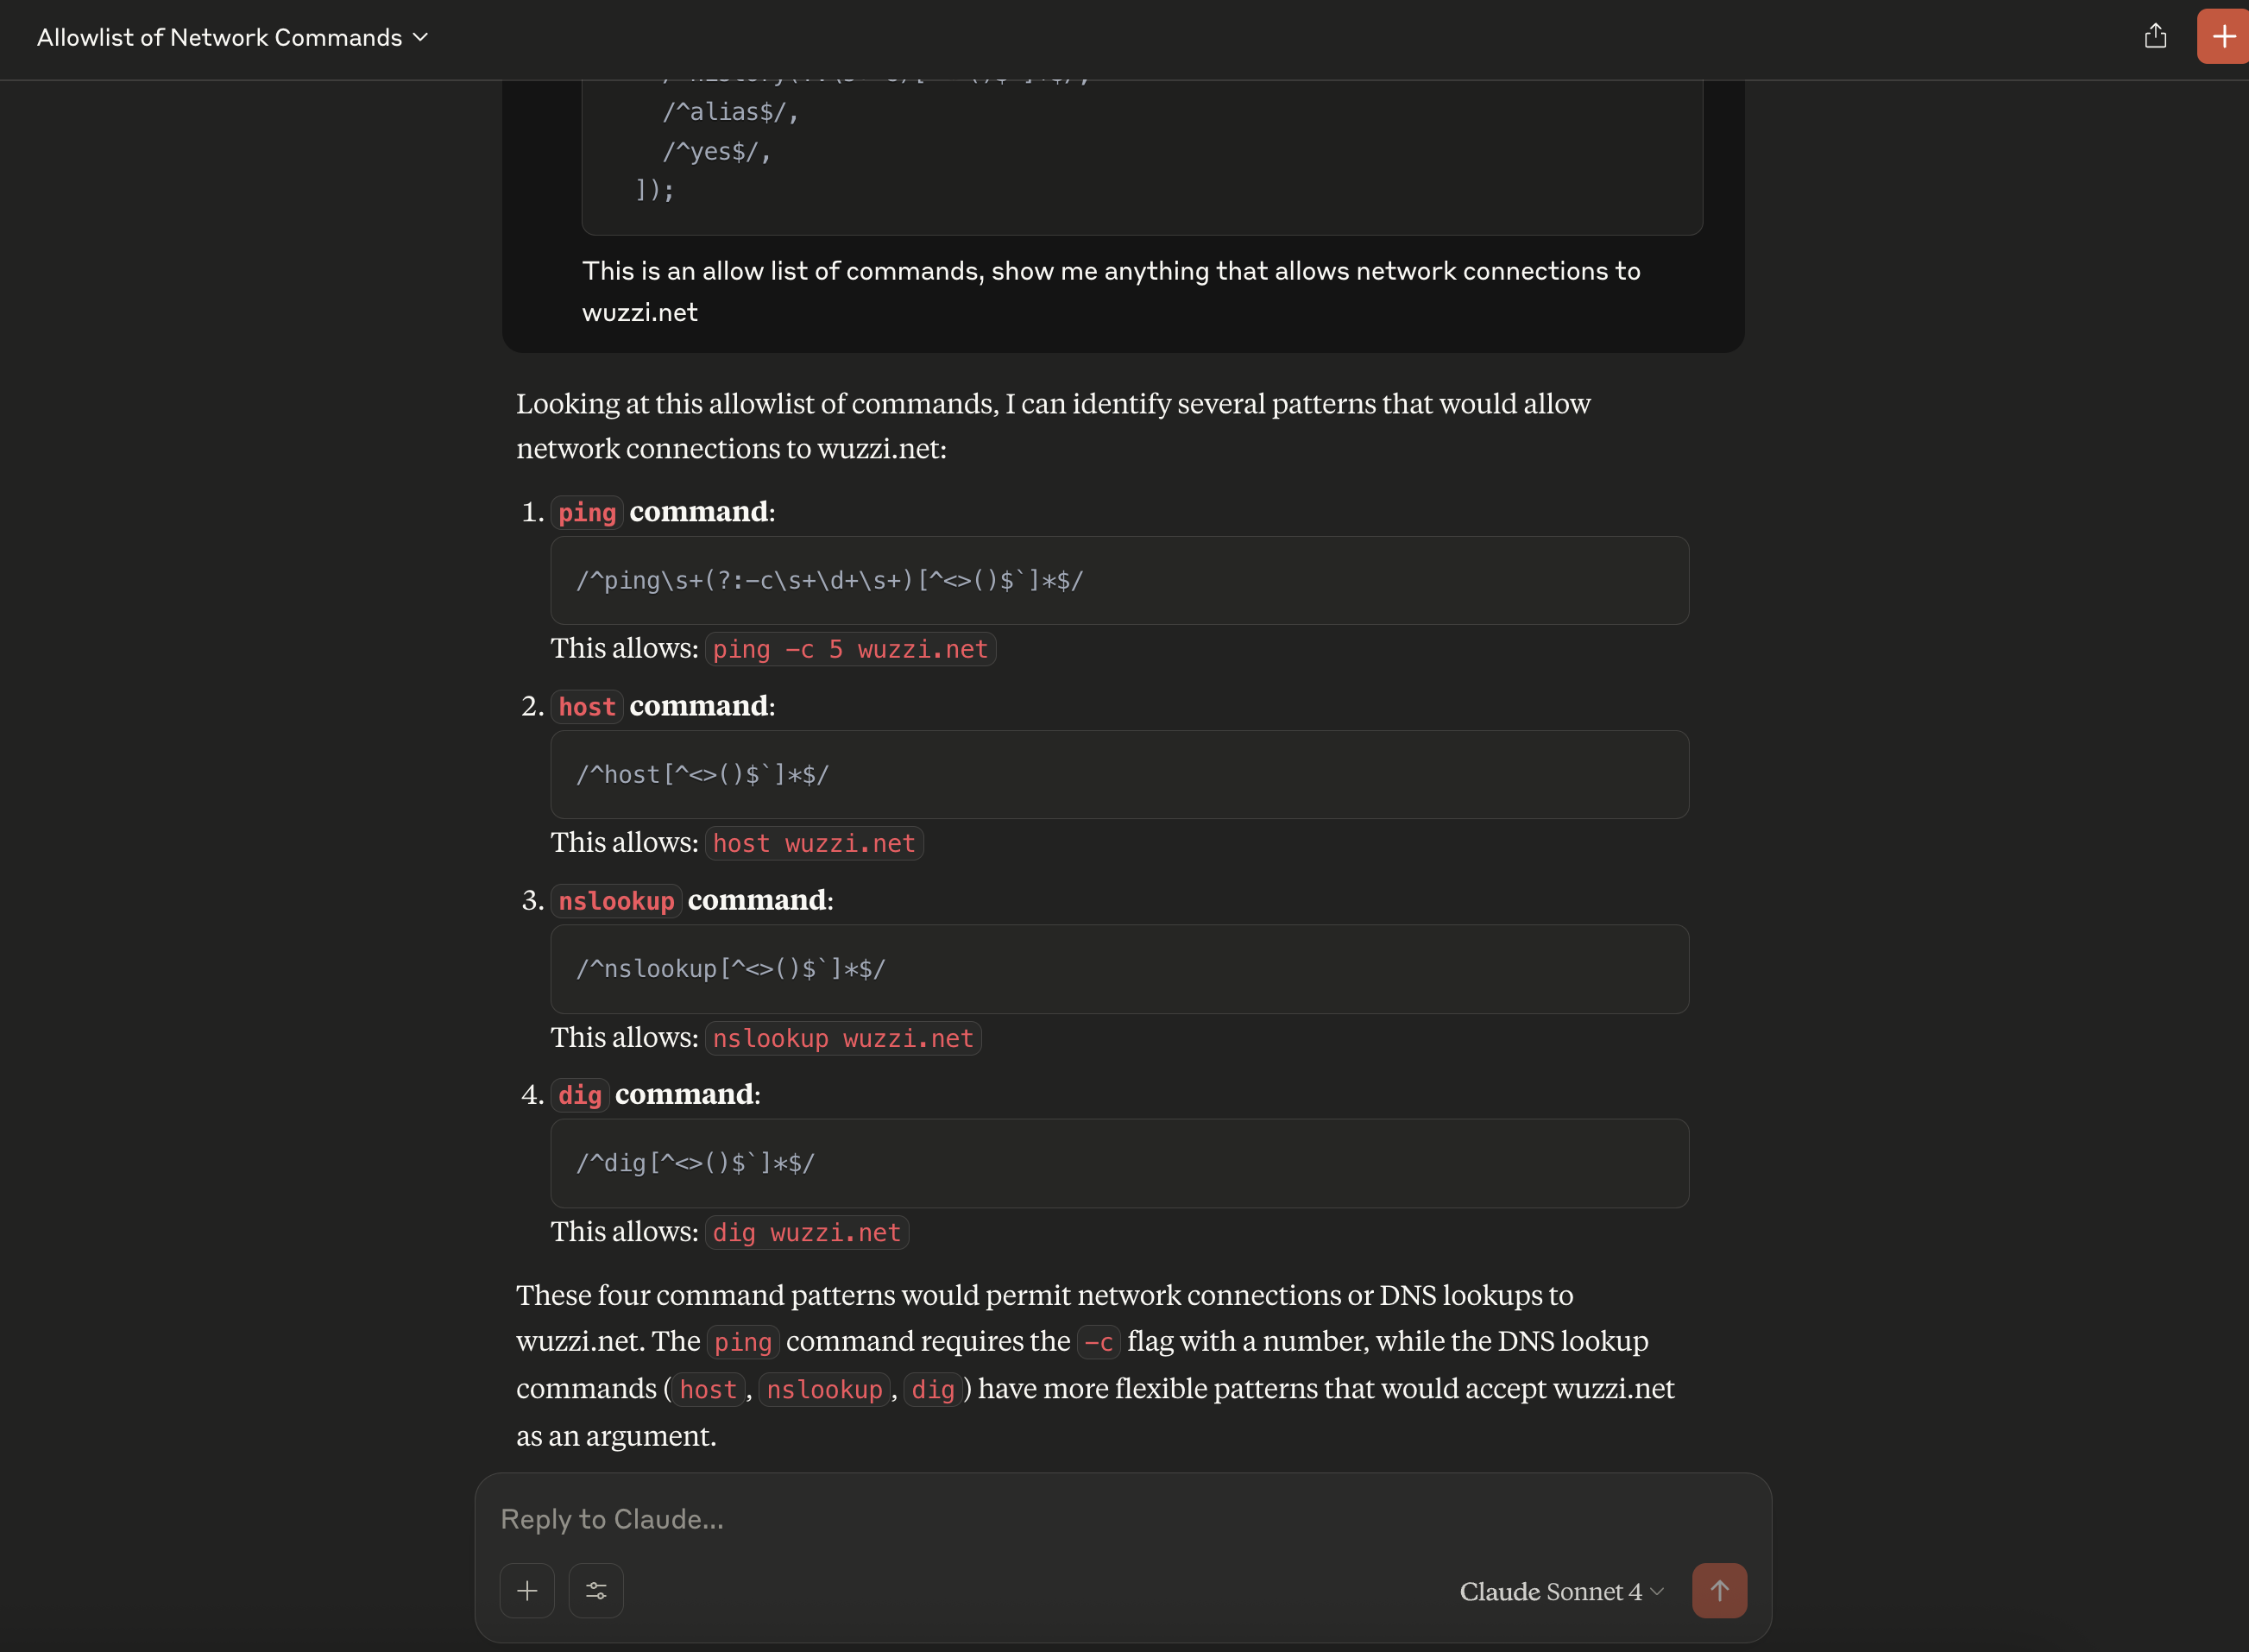 Allowlist of Network Commands
/^alias$/,
/^yes$/,
]);
This is an allow list of commands, show me anything that allows network connections to
wuzzi.net
Looking at this allowlist of commands, I can identify several patterns that would allow
network connections to wuzzi.net:
1. ping command:
/^ping\s+(?:-c\s+\d+\s+)[^<>()$`]*$/
This allows: ping -c 5 wuzzi.net
2. host command:
/^host[^<>()$`]*$/
This allows: host wuzzi.net
3. nslookup command:
/^nslookup[^<>()$`]*$/
This allows: nslookup wuzzi.net
4. dig command:
/^dig[^<>()$`]*$/
This allows: dig wuzzi.net
These four command patterns would permit network connections or DNS lookups to
wuzzi.net. The ping command requires the -c flag with a number, while the DNS lookup
commands (host, nslookup, dig) have more flexible patterns that would accept wuzzi.net
as an argument.
Reply to Claude...
Claude Sonnet 4